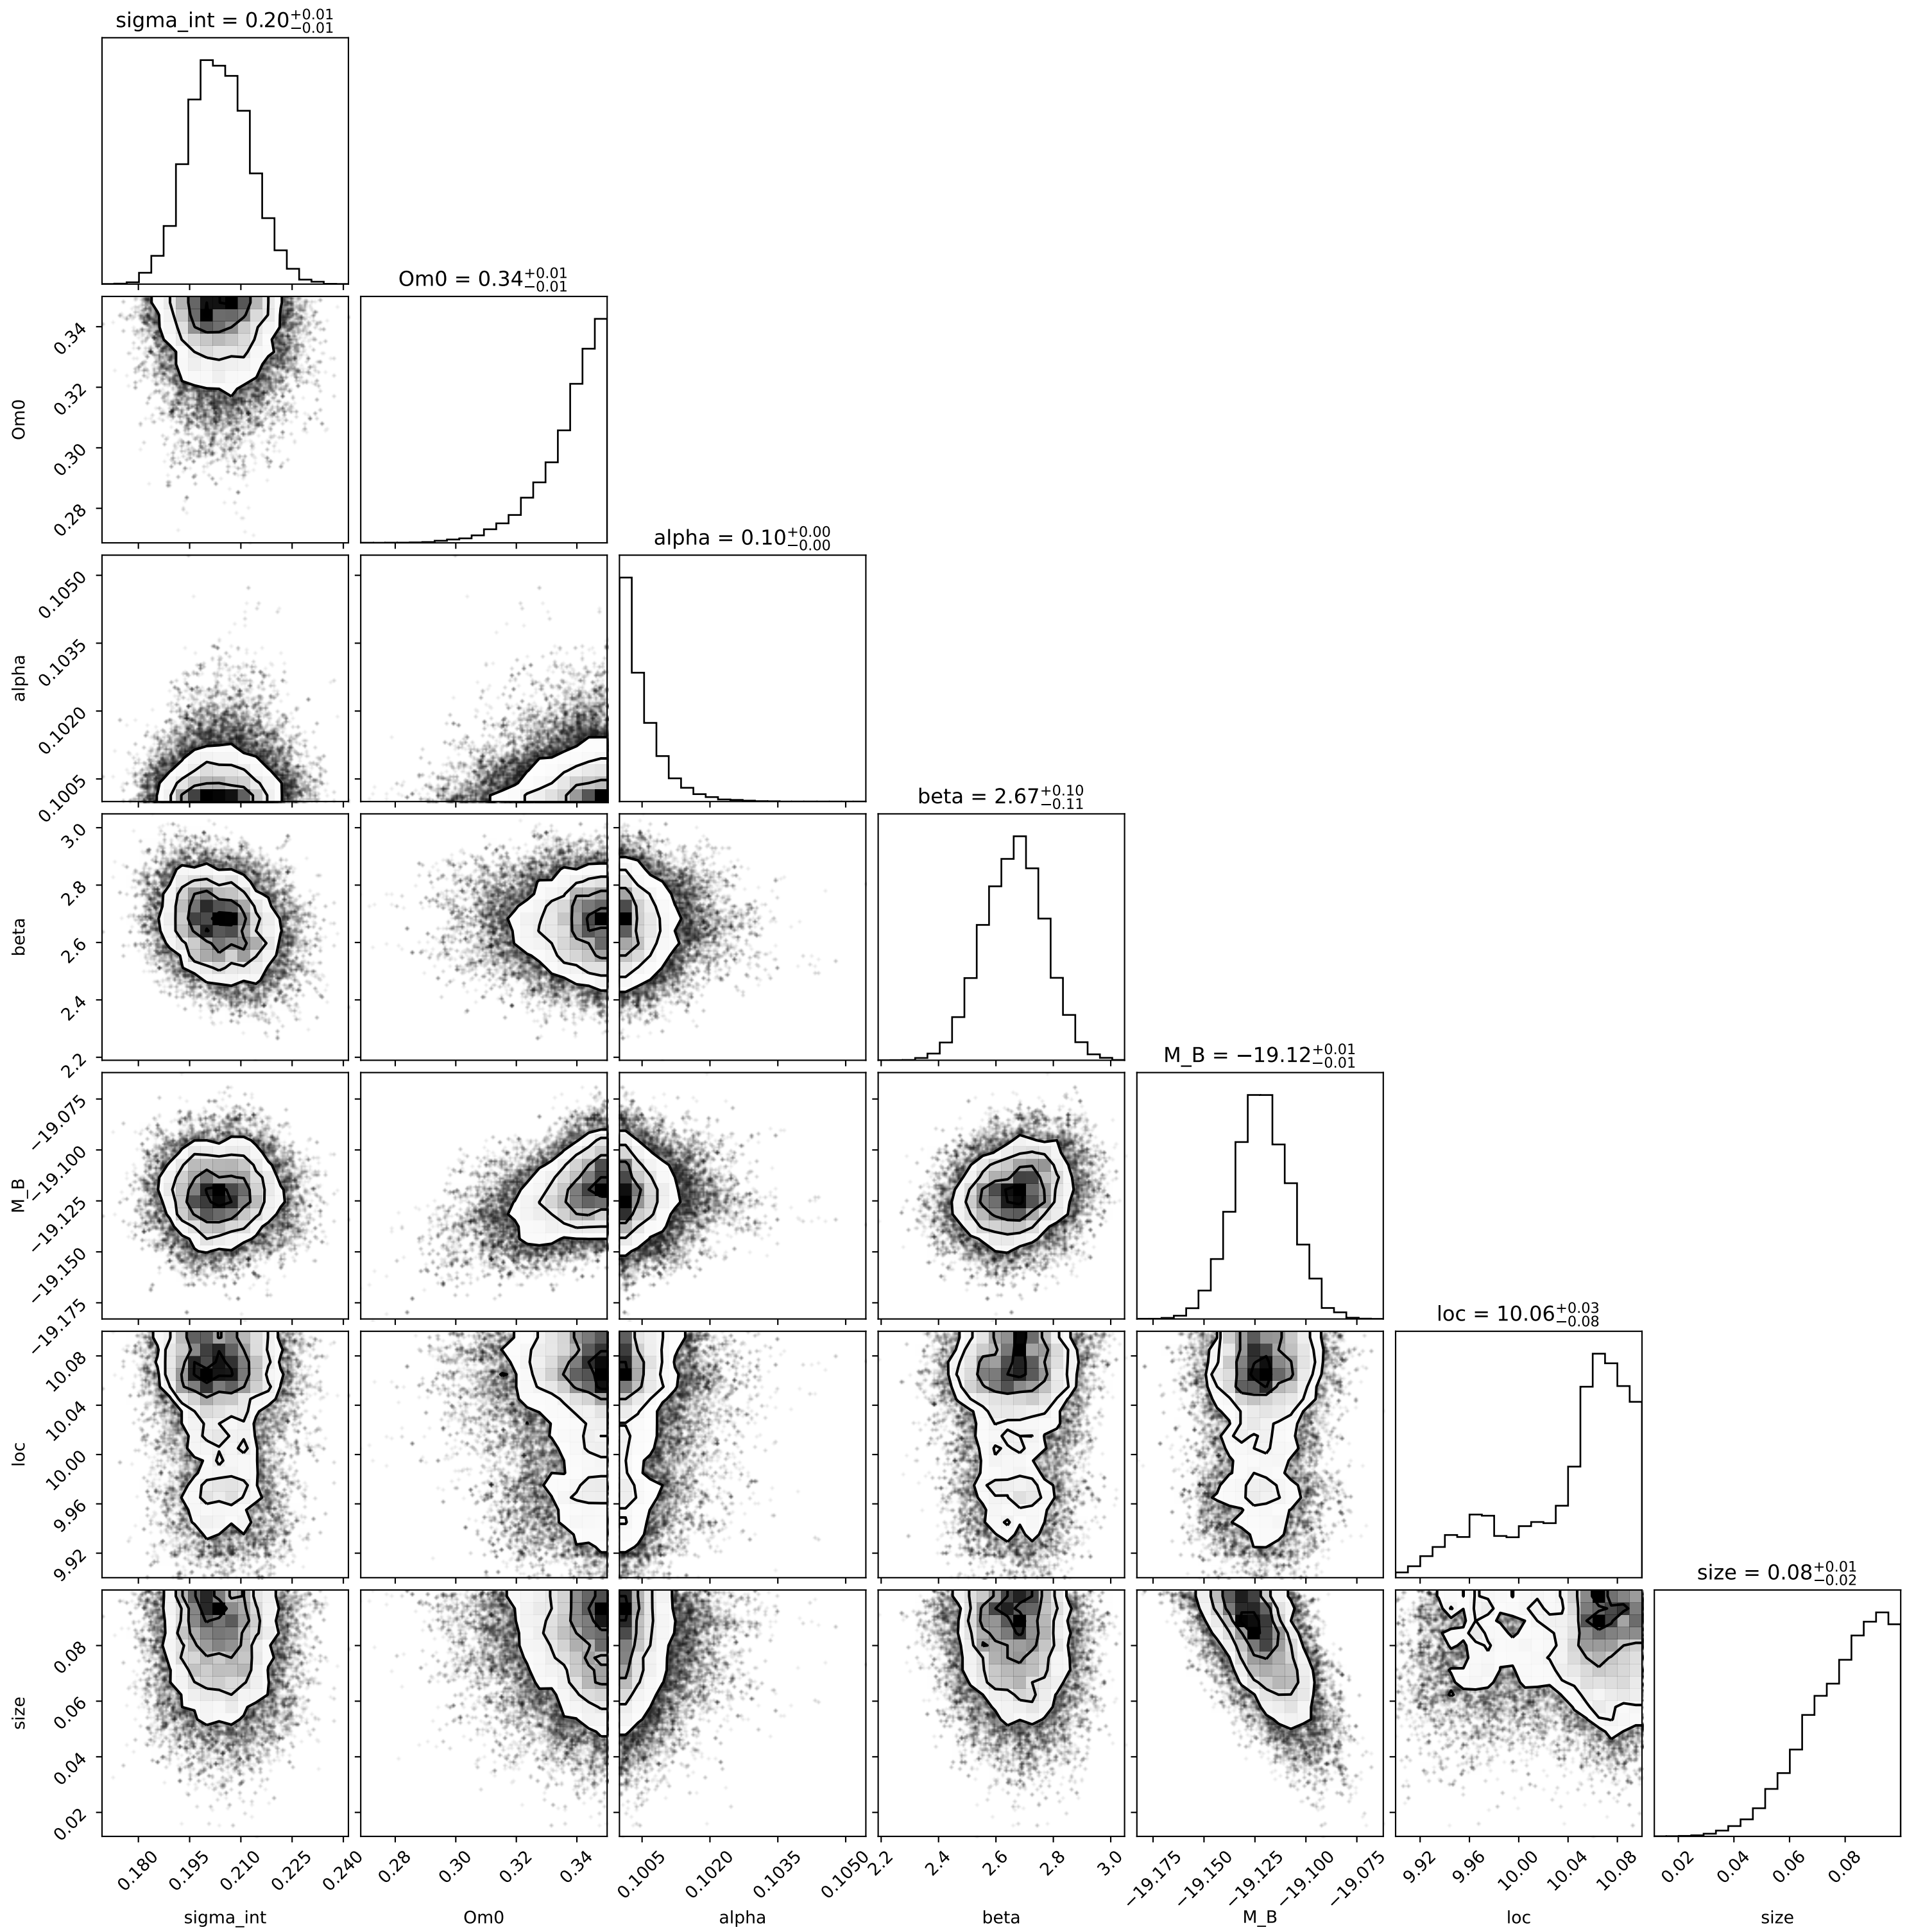 sigma_int = 0.20+0.01−0.01
Om0 = 0.34+0.01−0.01
0.34
0.32
0.30
0.28
Om0
alpha = 0.10+0.00−0.00
0.1050
0.1035
0.1020
0.1005
alpha
beta = 2.67+0.10−0.11
3.0
2.8
2.6
2.4
2.2
beta
M_B = −19.12+0.01−0.01
−19.075
−19.100
−19.125
−19.150
−19.175
M_B
loc = 10.06+0.03−0.08
10.08
10.04
10.00
9.96
9.92
loc
size = 0.08+0.01−0.02
0.08
0.06
0.04
0.02
size
0.180 0.195 0.210 0.225 0.240 0.28 0.30 0.32 0.34 0.1005 0.1020 0.1035 0.1050 2.2 2.4 2.6 2.8 3.0 −19.175 −19.150 −19.125 −19.100 −19.075 9.92 9.96 10.00 10.04 10.08 0.02 0.04 0.06 0.08
sigma_int Om0 alpha beta M_B loc size